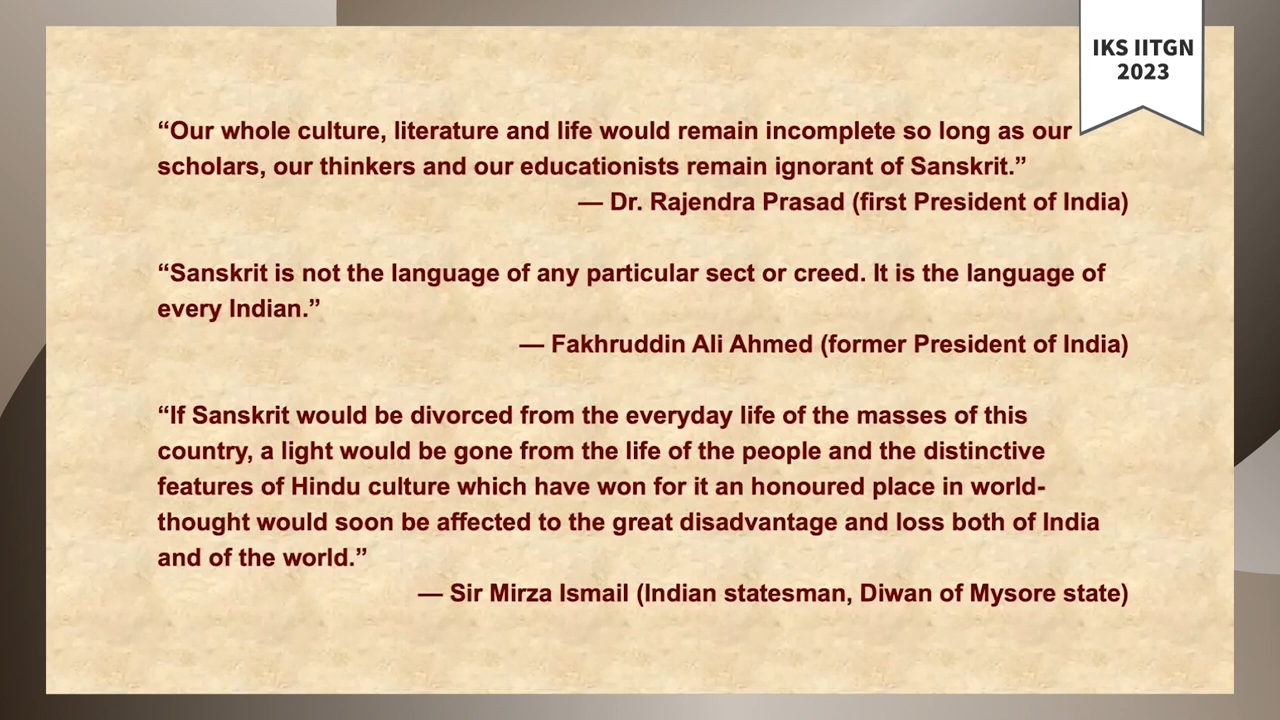 IKS IITGN
2023
“Our whole culture, literature and life would remain incomplete so long as our
scholars, our thinkers and our educationists remain ignorant of Sanskrit.”
— Dr. Rajendra Prasad (first President of India)
“Sanskrit is not the language of any particular sect or creed. It is the language of
every Indian.”
— Fakhruddin Ali Ahmed (former President of India)
“If Sanskrit would be divorced from the everyday life of the masses of this
country, a light would be gone from the life of the people and the distinctive
features of Hindu culture which have won for it an honoured place in world-
thought would soon be affected to the great disadvantage and loss both of India
and of the world.”
— Sir Mirza Ismail (Indian statesman, Diwan of Mysore state)